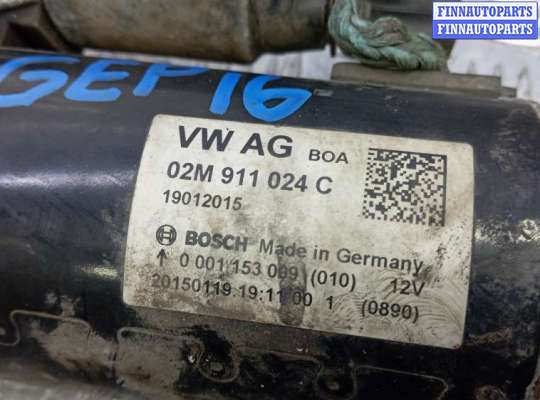 FINNAUTOPARTS
FINNAUTOPARTS
GEP16
VW AG BOA
02M 911 024 C
19012015
BOSCH Made in Germany
↑ 0 001 153 009 (010) 12V
20150119.19:11 00 1 (0890)